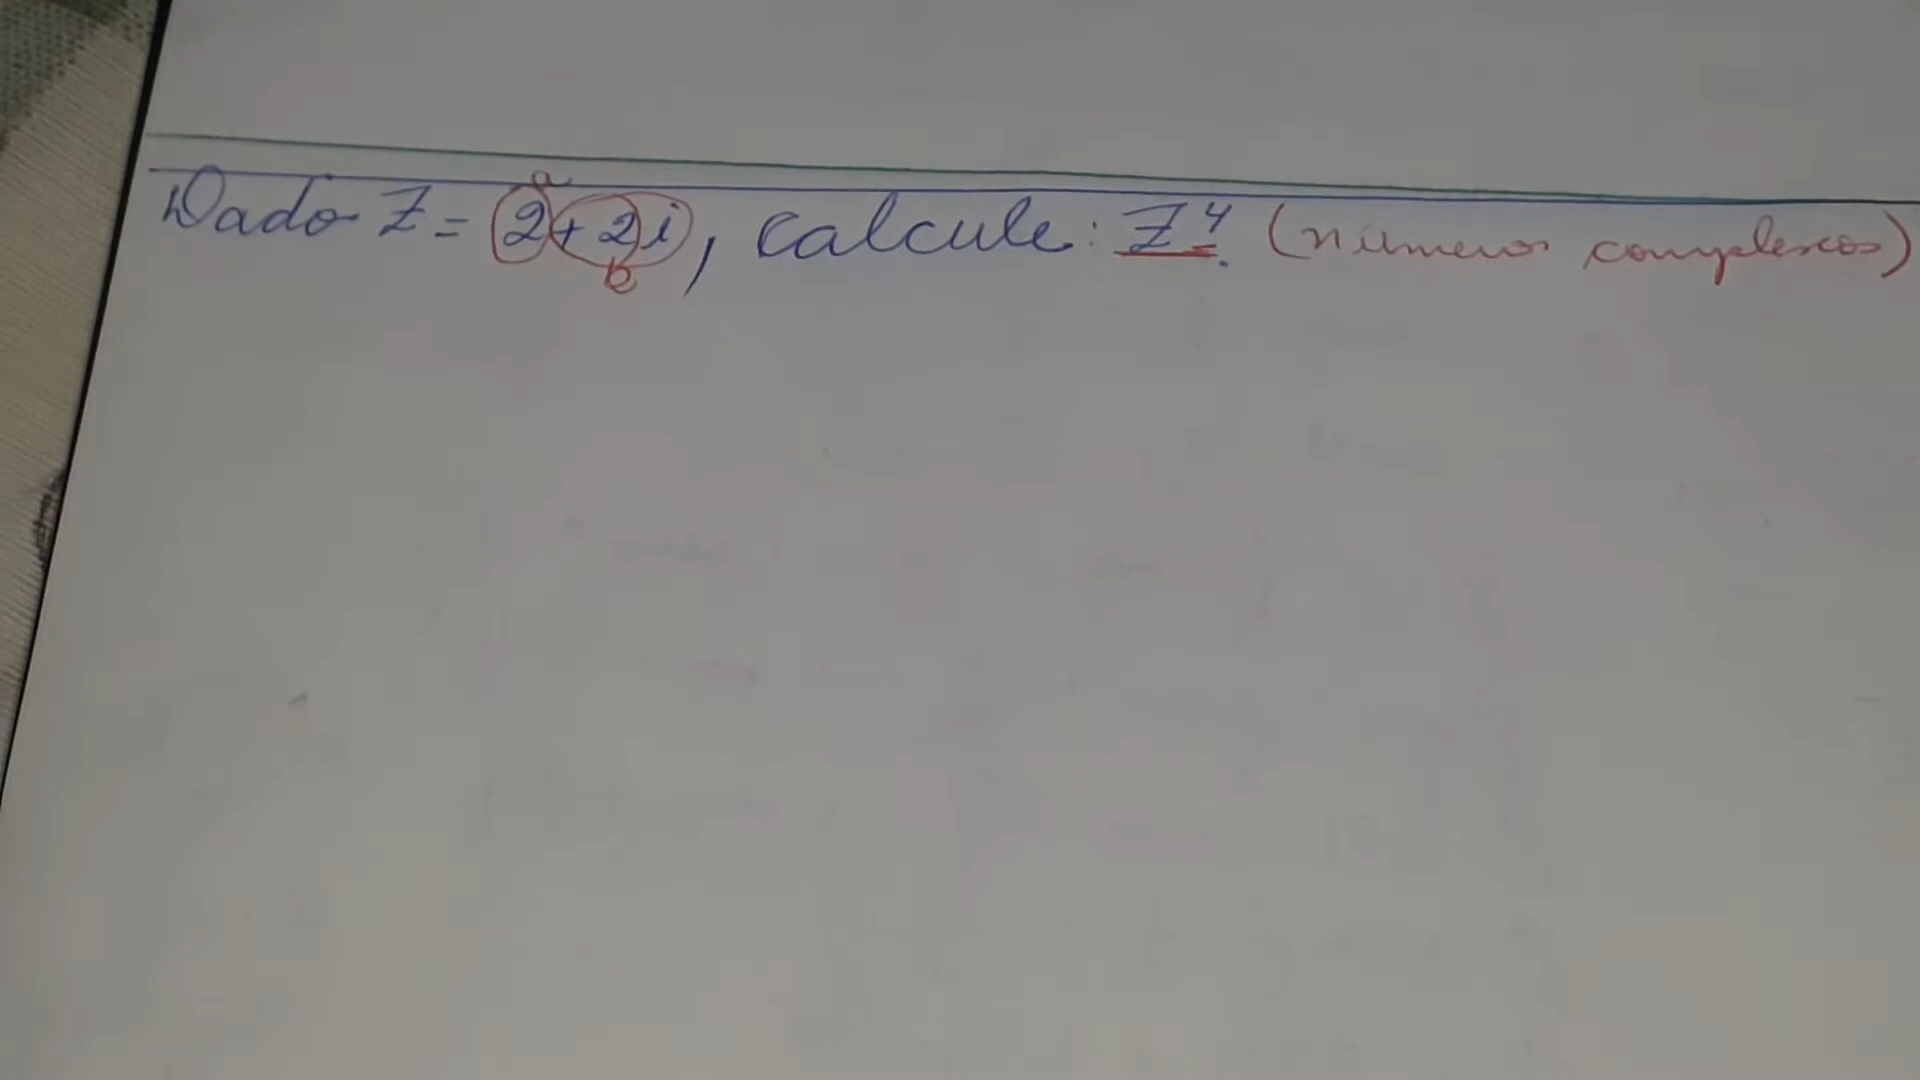 a
Dado Z = 2 + 2i, calcule: Z⁴. (números complexos)
b